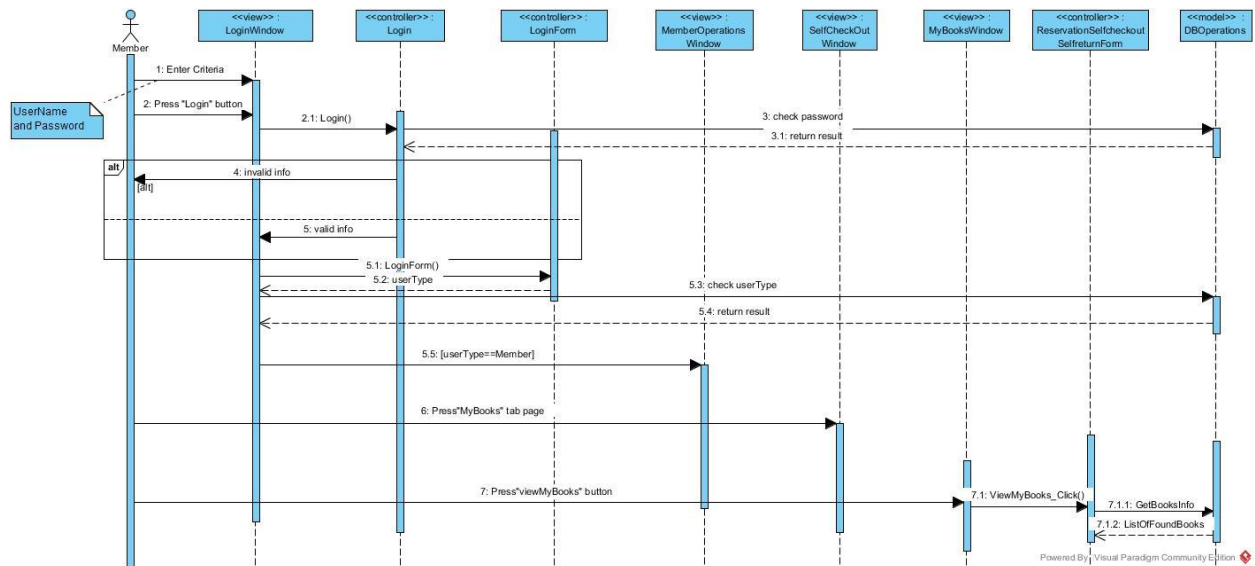 Member
<<view>> :
LoginWindow
<<controller>> :
Login
<<controller>> :
LoginForm
<<view>> :
MemberOperations
Window
<<view>> :
SelfCheckOut
Window
<<view>> :
MyBooksWindow
<<controller>> :
ReservationSelfcheckout
SelfreturnForm
<<model>> :
DBOperations
1: Enter Criteria
UserName
and Password
2: Press "Login" button
2.1: Login()
3: check password
3.1: return result
alt
4: invalid info
[alt]
5: valid info
5.1: LoginForm()
5.2: userType
5.3: check userType
5.4: return result
5.5: [userType==Member]
6: Press"MyBooks" tab page
7: Press"viewMyBooks" button
7.1: ViewMyBooks_Click()
7.1.1: GetBooksInfo
7.1.2: ListOfFoundBooks
Powered By Visual Paradigm Community Edition